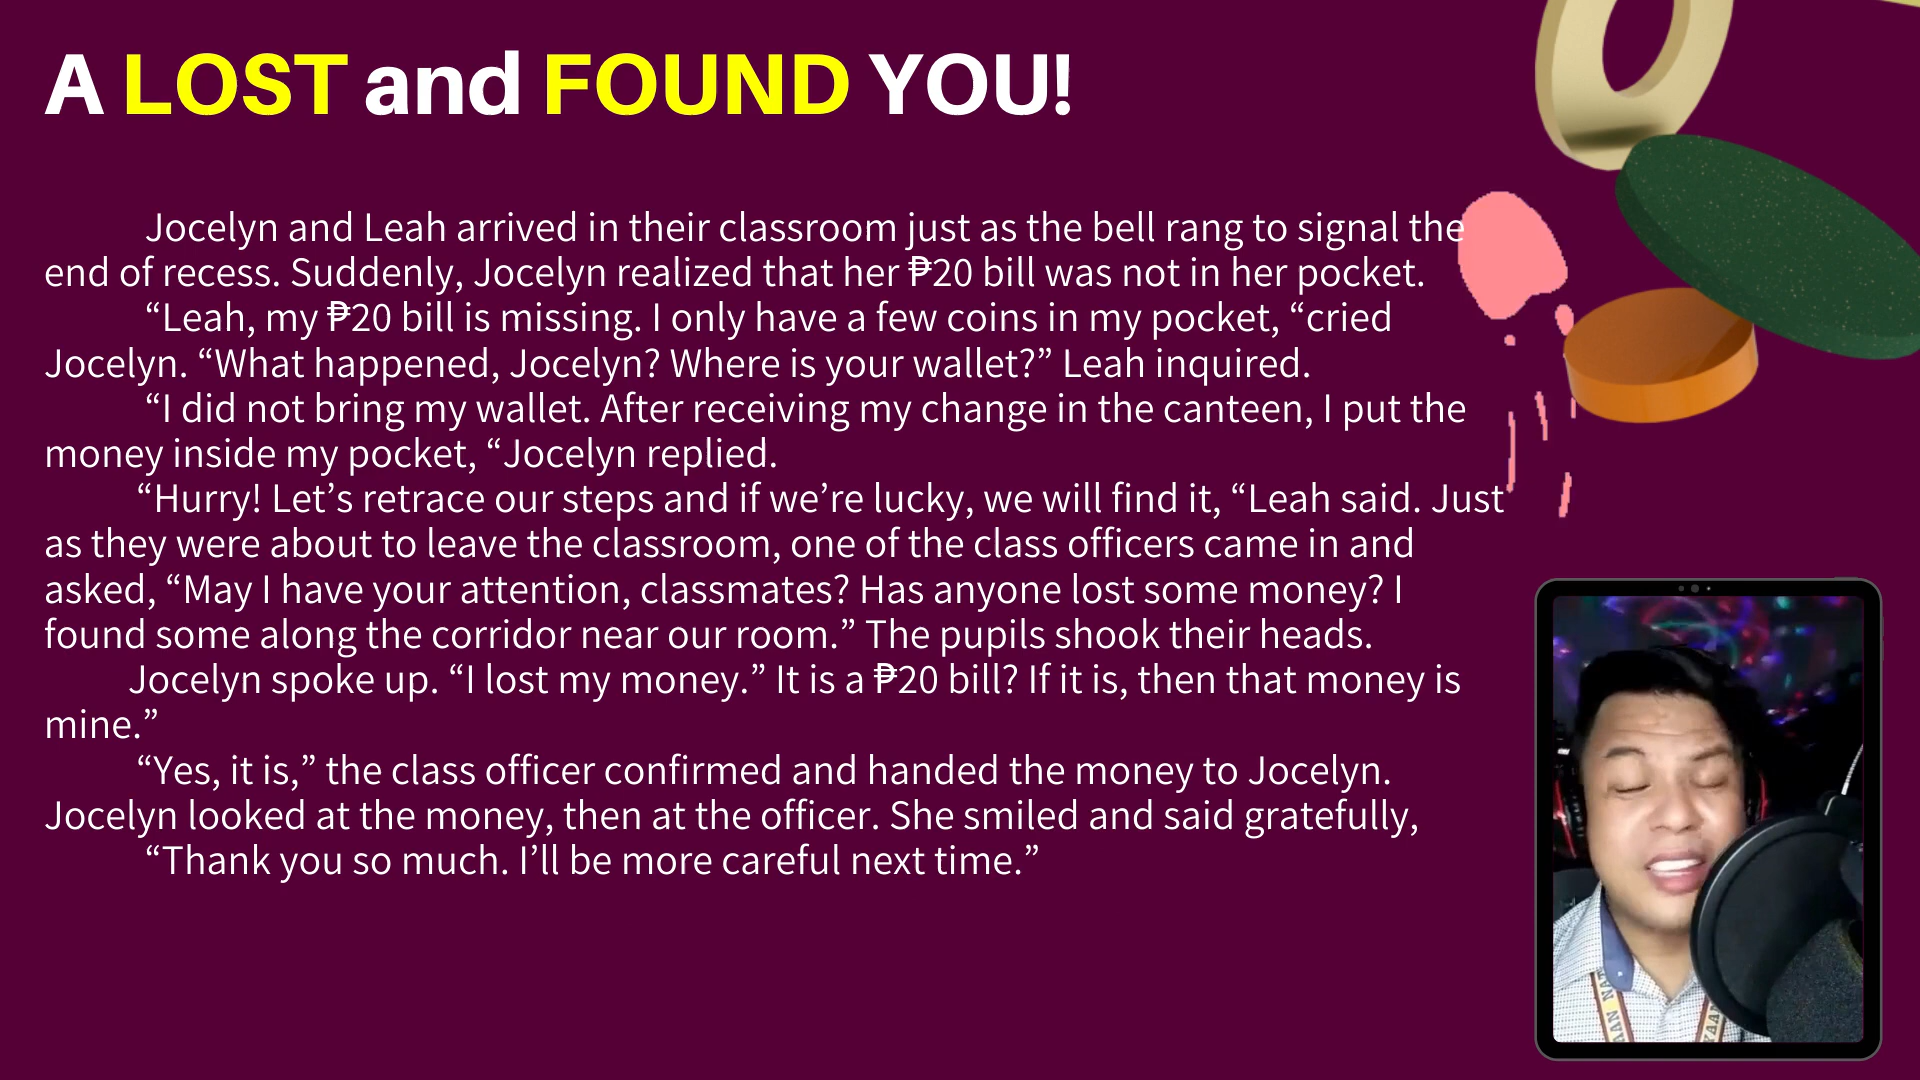 A LOST and FOUND YOU!
Jocelyn and Leah arrived in their classroom just as the bell rang to signal the
end of recess. Suddenly, Jocelyn realized that her ₱20 bill was not in her pocket.
“Leah, my ₱20 bill is missing. I only have a few coins in my pocket, “cried
Jocelyn. “What happened, Jocelyn? Where is your wallet?” Leah inquired.
“I did not bring my wallet. After receiving my change in the canteen, I put the
money inside my pocket, “Jocelyn replied.
“Hurry! Let’s retrace our steps and if we’re lucky, we will find it, “Leah said. Just
as they were about to leave the classroom, one of the class officers came in and
asked, “May I have your attention, classmates? Has anyone lost some money? I
found some along the corridor near our room.” The pupils shook their heads.
Jocelyn spoke up. “I lost my money.” It is a ₱20 bill? If it is, then that money is
mine.”
“Yes, it is,” the class officer confirmed and handed the money to Jocelyn.
Jocelyn looked at the money, then at the officer. She smiled and said gratefully,
“Thank you so much. I’ll be more careful next time.”